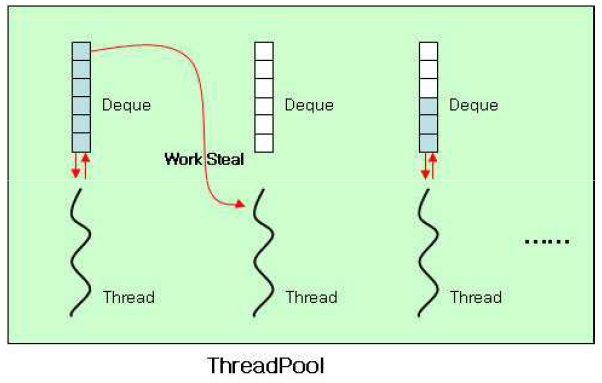 Deque
Deque
Deque
Work Steal
......
Thread
Thread
Thread
ThreadPool